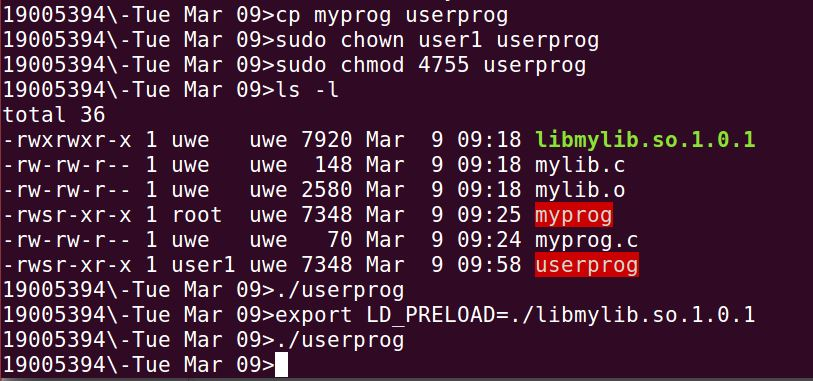 19005394\-Tue Mar 09>cp myprog userprog
19005394\-Tue Mar 09>sudo chown user1 userprog
19005394\-Tue Mar 09>sudo chmod 4755 userprog
19005394\-Tue Mar 09>ls -l
total 36
-rwxrwxr-x 1 uwe   uwe 7920 Mar  9 09:18 libmylib.so.1.0.1
-rw-rw-r-- 1 uwe   uwe  148 Mar  9 09:18 mylib.c
-rw-rw-r-- 1 uwe   uwe 2580 Mar  9 09:18 mylib.o
-rwsr-xr-x 1 root  uwe 7348 Mar  9 09:25 myprog
-rw-rw-r-- 1 uwe   uwe   70 Mar  9 09:24 myprog.c
-rwsr-xr-x 1 user1 uwe 7348 Mar  9 09:58 userprog
19005394\-Tue Mar 09>./userprog
19005394\-Tue Mar 09>export LD_PRELOAD=./libmylib.so.1.0.1
19005394\-Tue Mar 09>./userprog
19005394\-Tue Mar 09>